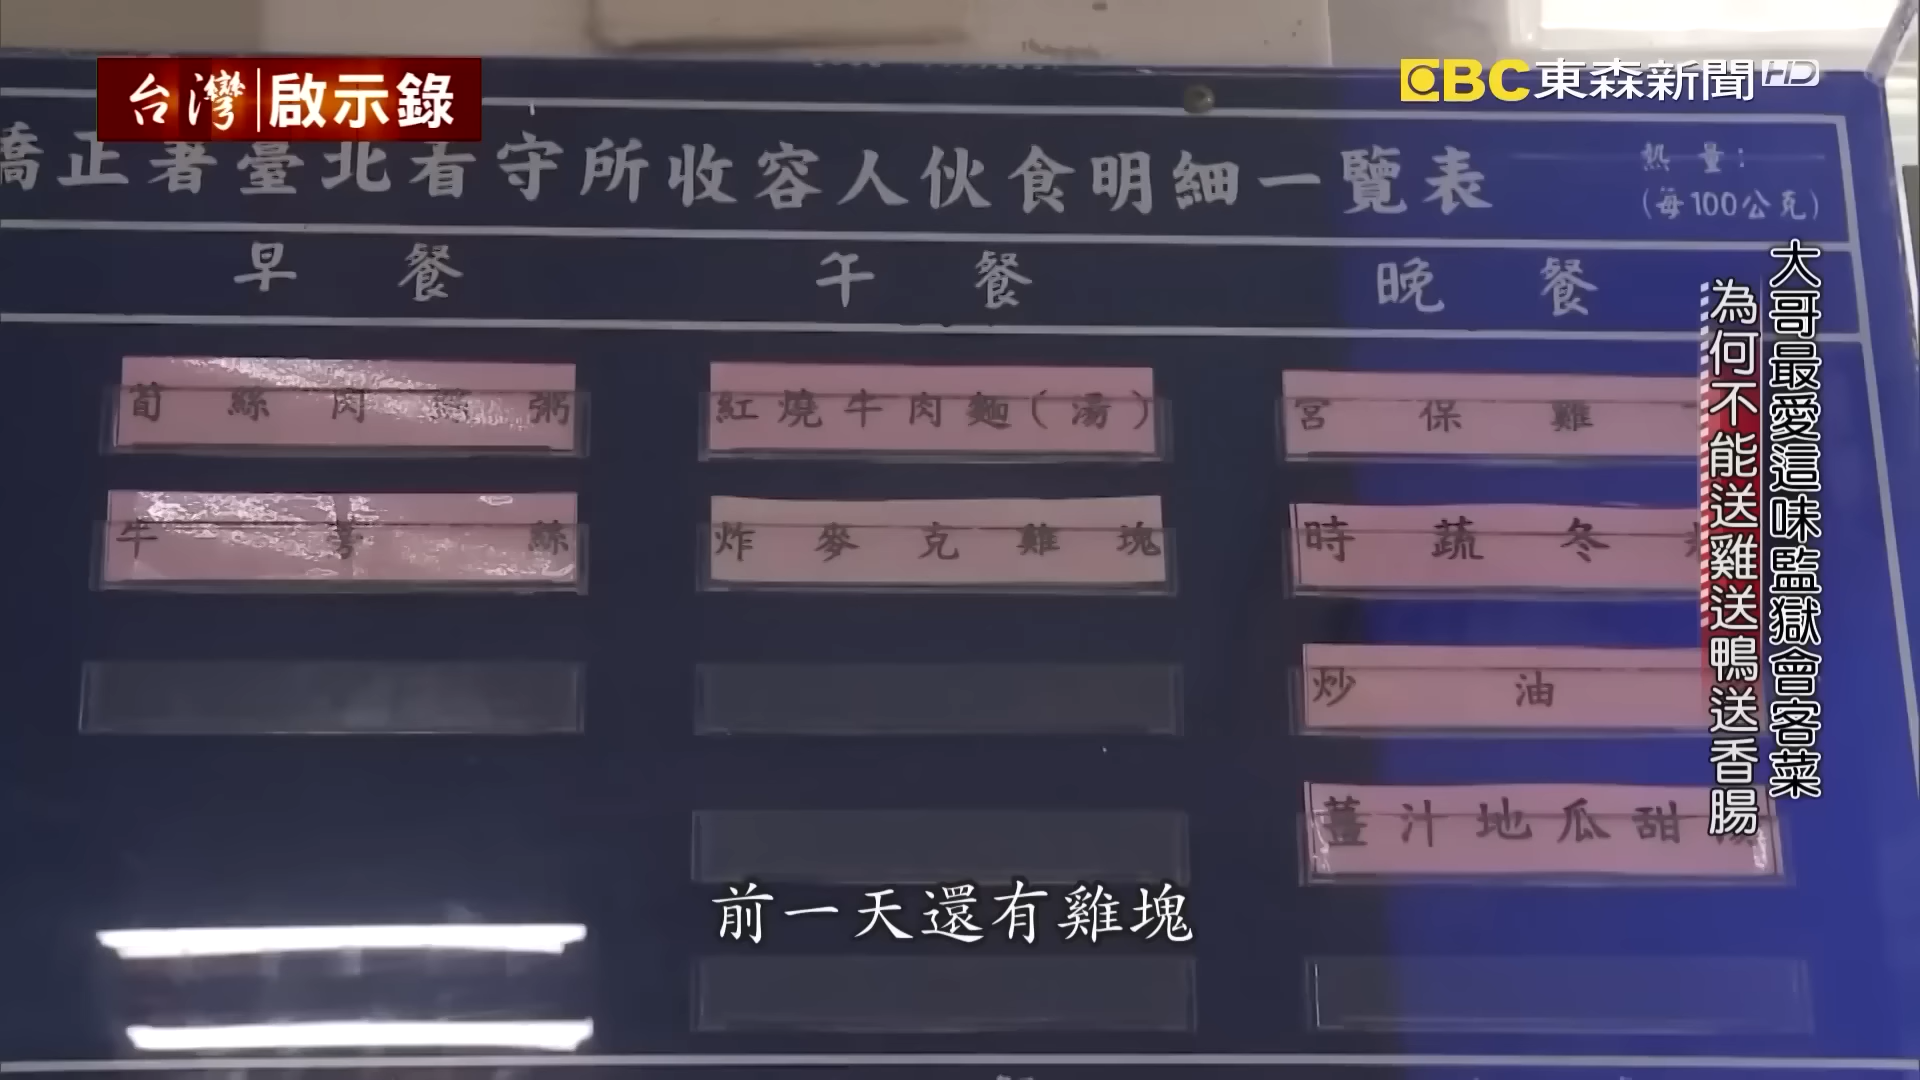 台灣 啟示錄
EBC 東森新聞 HD
矯正署臺北看守所收容人伙食明細一覽表
熱量:
(每100公克)
早餐
午餐
晚餐
筍絲肉 粥
紅燒牛肉麵(湯)
宮保雞
牛蒡絲
炸麥克雞塊
時蔬冬
炒油
薑汁地瓜甜湯
大哥最愛這味監獄會客菜
為何不能送雞送鴨送香腸
前一天還有雞塊